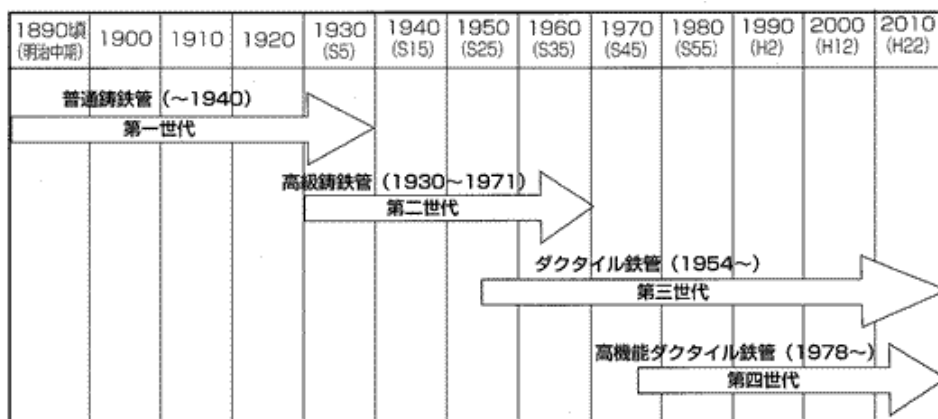 1890頃 1900 1910 1920 1930 1940 1950 1960 1970 1980 1990 2000 2010
(明治中期) (S5) (S15) (S25) (S35) (S45) (S55) (H2) (H12) (H22)
普通鋳鉄管（～1940）
第一世代
高級鋳鉄管（1930～1971）
第二世代
ダクタイル鉄管（1954～）
第三世代
高機能ダクタイル鉄管（1978～）
第四世代